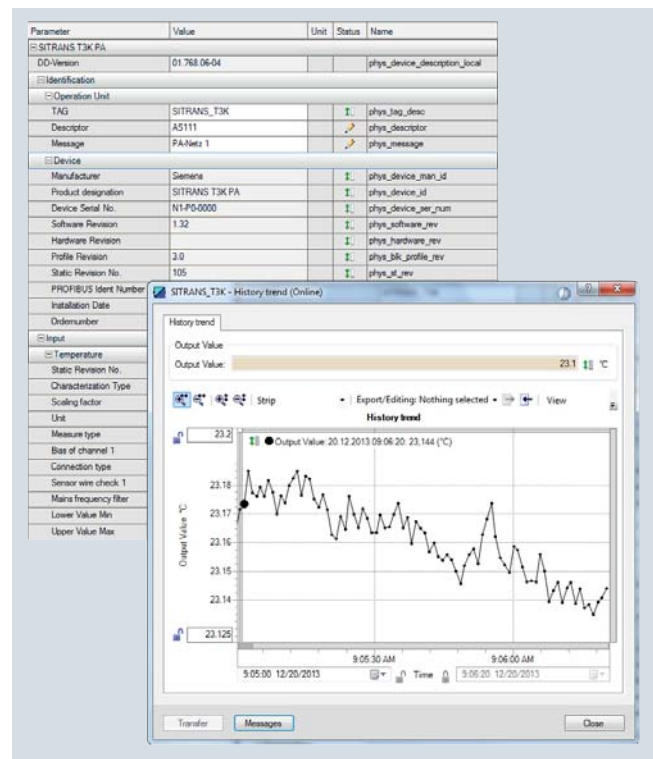 Parameter Value Unit Status Name
SITRANS T3K PA
DD-Version 01.768.06-04 phys_device_description_local
Identification
Operation Unit
TAG SITRANS_T3K phys_tag_desc
Descriptor AS111 phys_descriptor
Message PA-Netz 1 phys_message
Device
Manufacturer Siemens phys_device_man_id
Product designation SITRANS T3K PA phys_device_id
Device Serial No. N1-P0-0000 phys_device_ser_num
Software Revision 1.32 phys_software_rev
Hardware Revision phys_hardware_rev
Profile Revision 3.0 phys_blk_profile_rev
Static Revision No. 105 phys_st_rev
PROFIBUS Ident Number
Installation Date
Ordernumber
Input
Temperature
Static Revision No.
Characterization Type
Scaling factor
Unit
Measure type
Bias of channel 1
Connection type
Sensor wire check 1
Mains frequency filter
Lower Value Min
Upper Value Max
SITRANS_T3K - History trend (Online)
History trend
Output Value
Output Value: 23.1 °C
Strip Export/Editing: Nothing selected View
History trend
23.2
Output Value: 20.12.2013 09:06:20: 23,144 (°C)
23.18
23.17
23.16
23.15
23.14
23.125
Output Value °C
9:05:30 AM 9:06:00 AM
9:05:00 12/20/2013 Time 9:06:20 12/20/2013
Transfer Messages Close